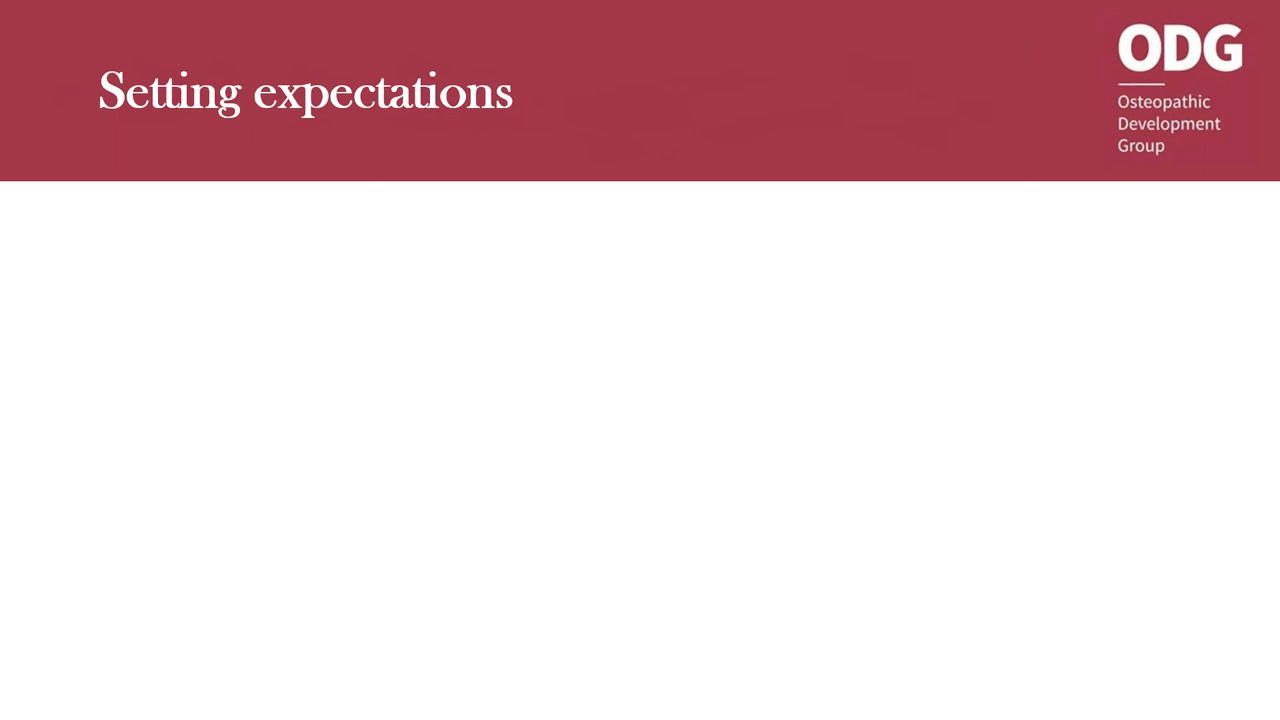 Setting expectations
ODG
Osteopathic
Development
Group